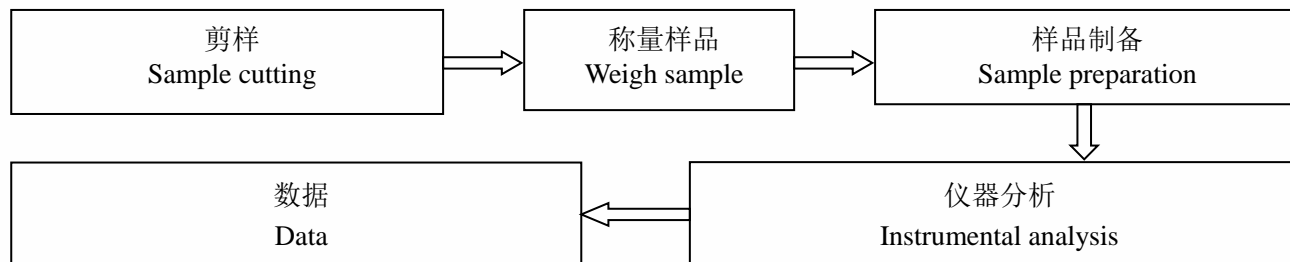 剪样
Sample cutting
称量样品
Weigh sample
样品制备
Sample preparation
数据
Data
仪器分析
Instrumental analysis